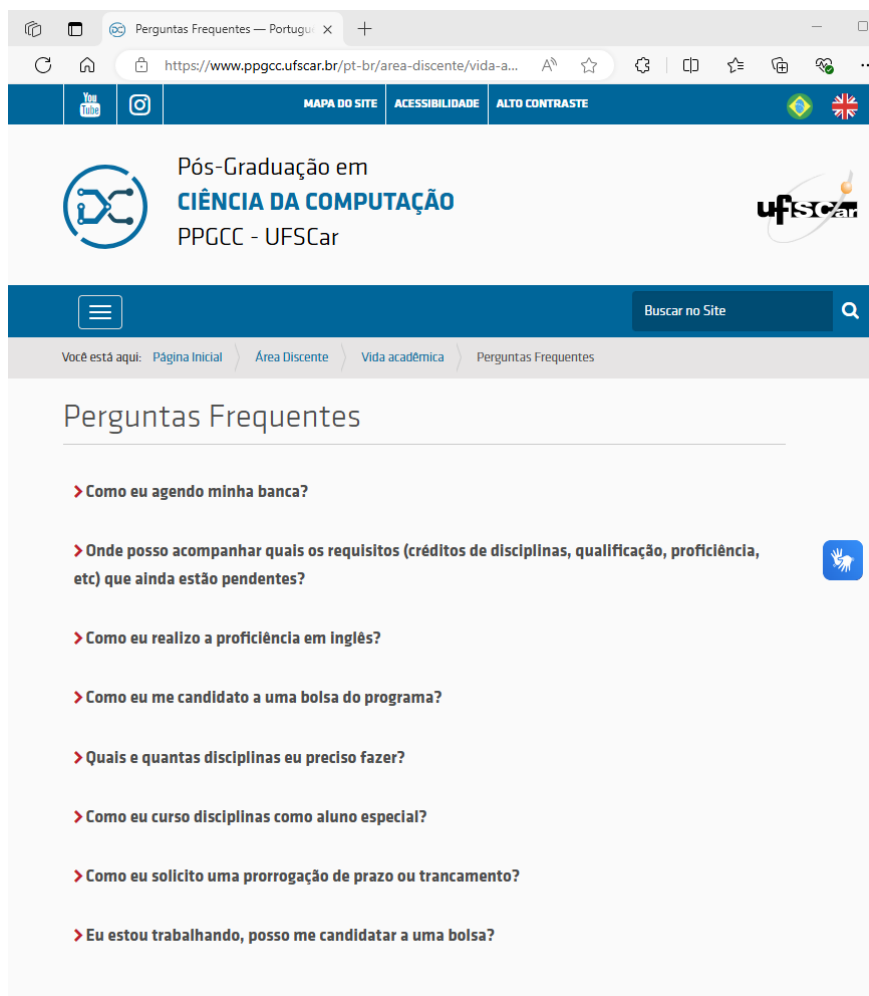 Perguntas Frequentes — Portugu
https://www.ppgcc.ufscar.br/pt-br/area-discente/vida-a...
You Tube
MAPA DO SITE
ACESSIBILIDADE
ALTO CONTRASTE
Pós-Graduação em
CIÊNCIA DA COMPUTAÇÃO
PPGCC - UFSCar
ufscar
Buscar no Site
Você está aqui: Página Inicial Área Discente Vida acadêmica Perguntas Frequentes
Perguntas Frequentes
Como eu agendo minha banca?
Onde posso acompanhar quais os requisitos (créditos de disciplinas, qualificação, proficiência,
etc) que ainda estão pendentes?
Como eu realizo a proficiência em inglês?
Como eu me candidato a uma bolsa do programa?
Quais e quantas disciplinas eu preciso fazer?
Como eu curso disciplinas como aluno especial?
Como eu solicito uma prorrogação de prazo ou trancamento?
Eu estou trabalhando, posso me candidatar a uma bolsa?